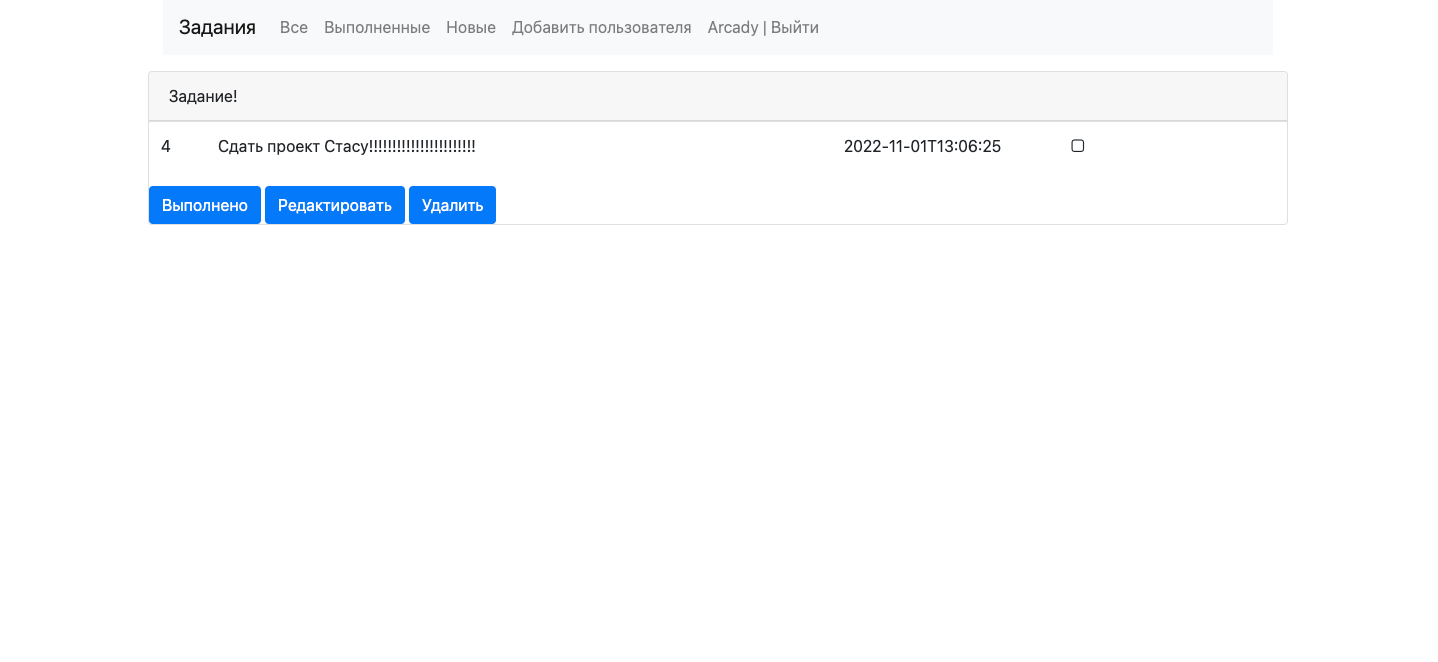 Задания Все Выполненные Новые Добавить пользователя Arcady | Выйти
Задание!
4 Сдать проект Стасу!!!!!!!!!!!!!!!!!!!!!!! 2022-11-01T13:06:25
Выполнено Редактировать Удалить